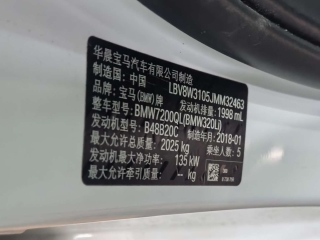 华晨宝马汽车有限公司制造
制造国：中国 LBV8W3105JMM32463
品牌：宝马(BMW)牌 发动机排量：1998 mL
整车型号：BMW7200QL(BMW320Li)
发动机型号：B48B20C 制造年月：2018-01
最大允许总质量：2025 kg 乘坐人数：5
发动机最大净功率：135 kW
最大允许牵引质量：-- kg